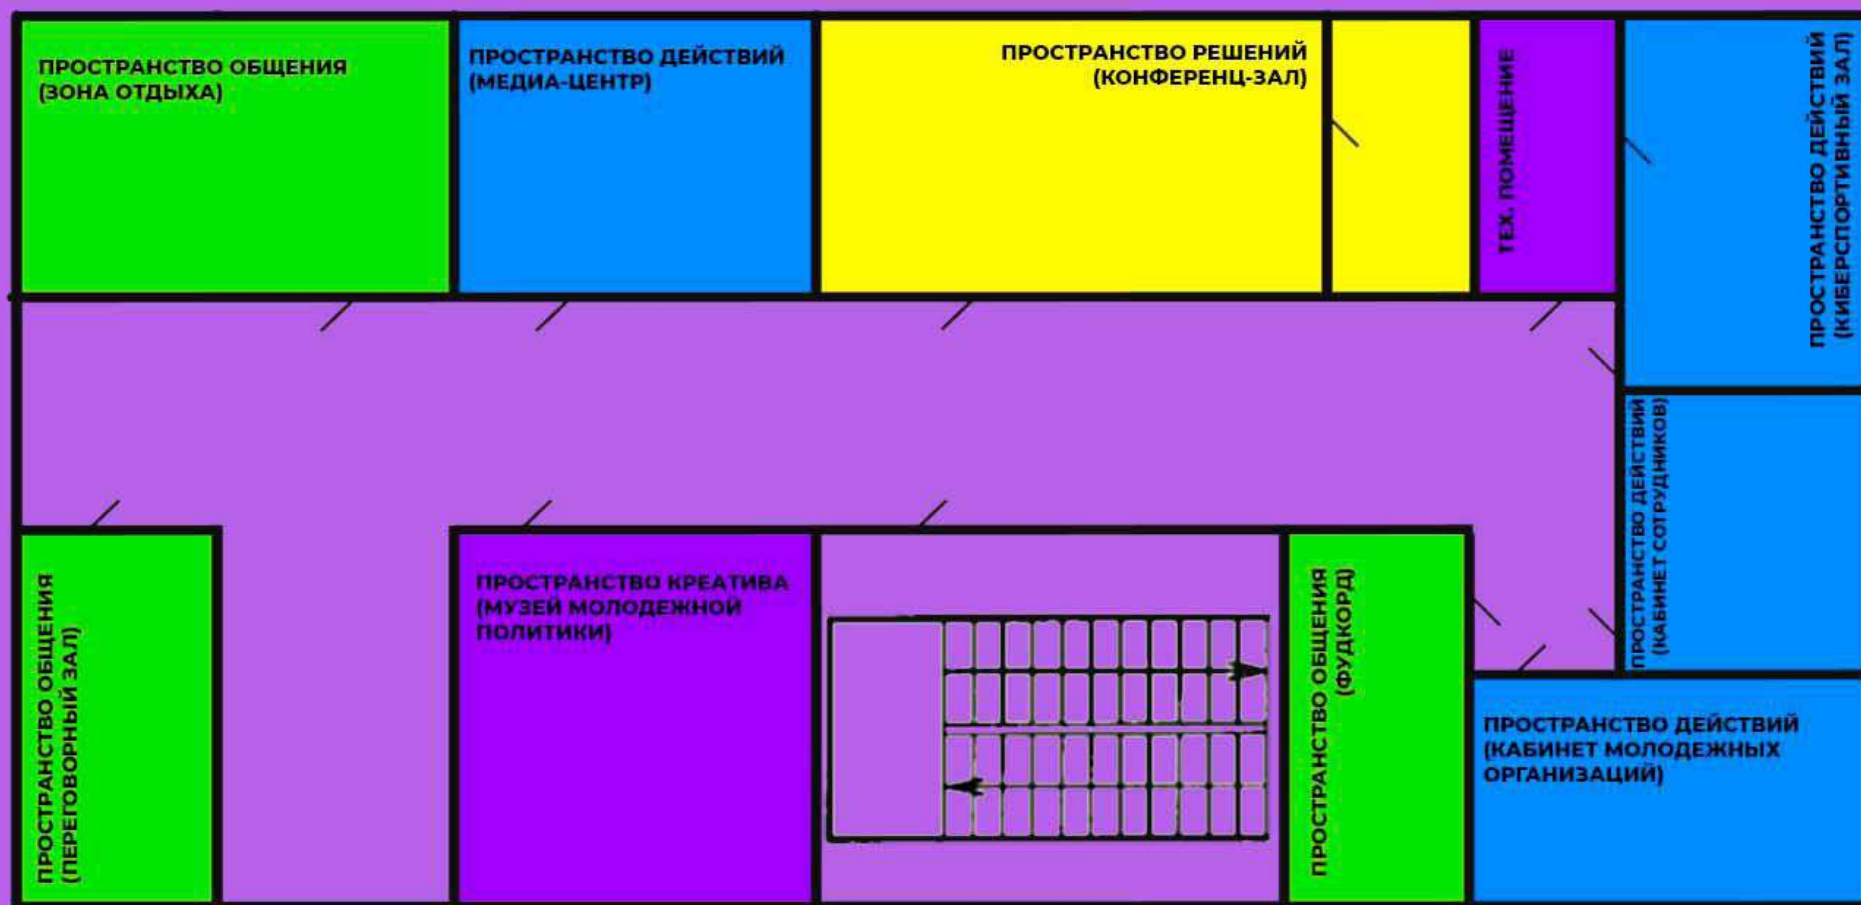 ПРОСТРАНСТВО ОБЩЕНИЯ
(ЗОНА ОТДЫХА)
ПРОСТРАНСТВО ДЕЙСТВИЙ
(МЕДИА-ЦЕНТР)
ПРОСТРАНСТВО РЕШЕНИЙ
(КОНФЕРЕНЦ-ЗАЛ)
ТЕХ. ПОМЕЩЕНИЕ
ПРОСТРАНСТВО ДЕЙСТВИЙ
(КИБЕРСПОРТИВНЫЙ ЗАЛ)
ПРОСТРАНСТВО ДЕЙСТВИЙ
(КАБИНЕТ СОТРУДНИКОВ)
ПРОСТРАНСТВО ОБЩЕНИЯ
(ПЕРЕГОВОРНЫЙ ЗАЛ)
ПРОСТРАНСТВО КРЕАТИВА
(МУЗЕЙ МОЛОДЕЖНОЙ
ПОЛИТИКИ)
ПРОСТРАНСТВО ОБЩЕНИЯ
(ФУДКОРД)
ПРОСТРАНСТВО ДЕЙСТВИЙ
(КАБИНЕТ МОЛОДЕЖНЫХ
ОРГАНИЗАЦИЙ)